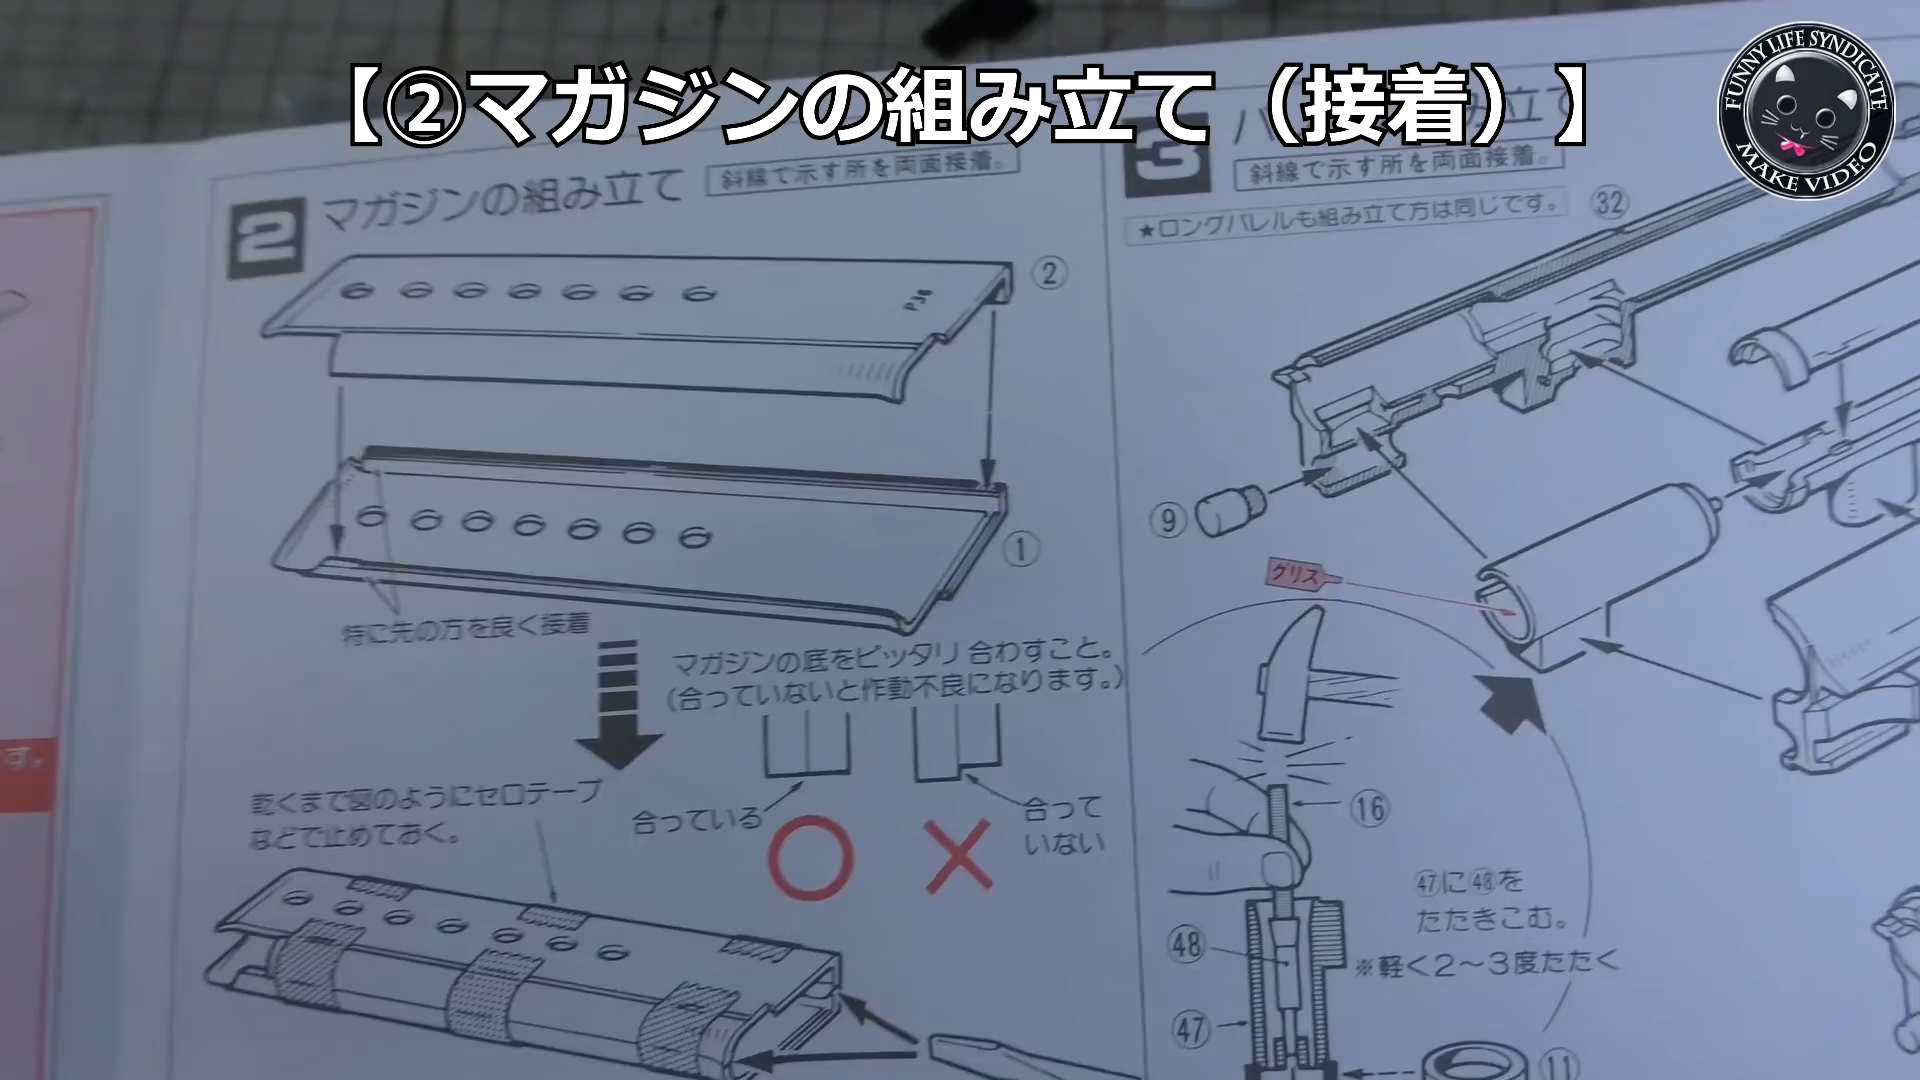 【②マガジンの組み立て（接着）】
FUNNY LIFE SYNDICATE
MAKE VIDEO
2 マガジンの組み立て
斜線で示す所を両面接着。
②
P38
①
特に先の方を良く接着
マガジンの底をピッタリ合わすこと。
（合っていないと作動不良になります。）
合っている
合って
いない
乾くまで図のようにセロテープ
などで止めておく。
す。
3
み立て
斜線で示す所を両面接着。
★ロングバレルも組み立て方は同じです。
㉜
⑨
グリス
⑯
㊼に㊽を
たたきこむ。
※軽く2〜3度たたく
㊽
㊼
⑪